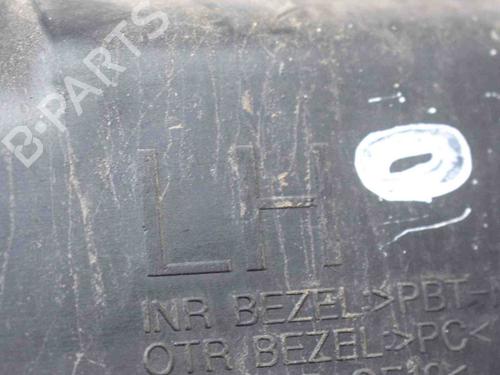 B-PARTS
LH
INR BEZEL:>PBT-
OTR BEZEL:>PC<